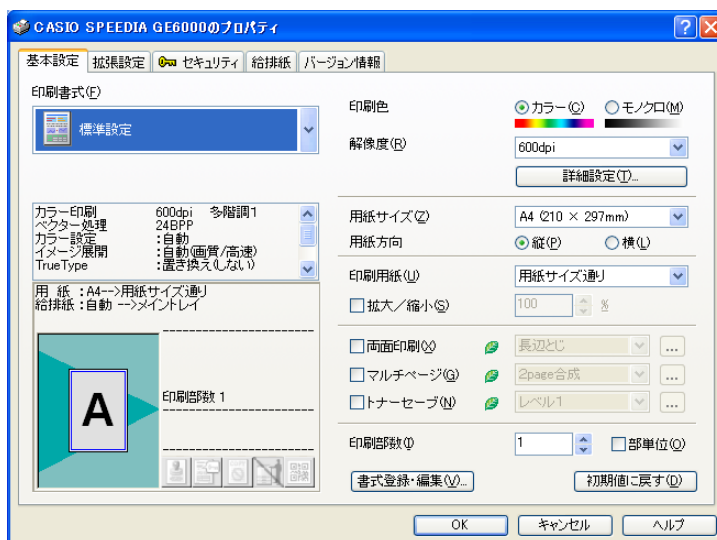 CASIO SPEEDIA GE6000のプロパティ
基本設定 拡張設定 セキュリティ 給排紙 バージョン情報
印刷書式(F)
標準設定
カラー印刷 600dpi 多階調1
ベクター処理 24BPP
カラー設定 :自動
イメージ展開 :自動(画質/高速)
TrueType :置き換え(しない)
用 紙 :A4-->用紙サイズ通り
給排紙 :自動 -->メイントレイ
A
印刷部数 1
印刷色 カラー(C) モノクロ(M)
解像度(R) 600dpi
詳細設定(T)...
用紙サイズ(Z) A4 (210 × 297mm)
用紙方向 縦(P) 横(L)
印刷用紙(U) 用紙サイズ通り
拡大/縮小(S) 100 %
両面印刷(X) 長辺とじ ...
マルチページ(G) 2page合成 ...
トナーセーブ(N) レベル1 ...
印刷部数(I) 1 部単位(O)
書式登録・編集(V)... 初期値に戻す(D)
OK キャンセル ヘルプ